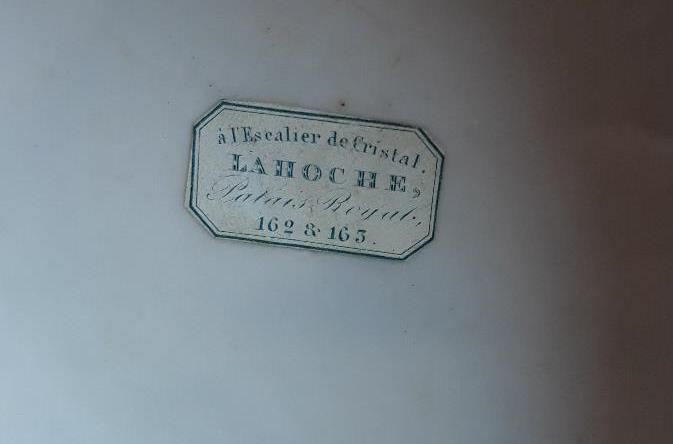 à l'Escalier de Cristal.
LAHOCHE,
Palais Royal,
162 & 163.